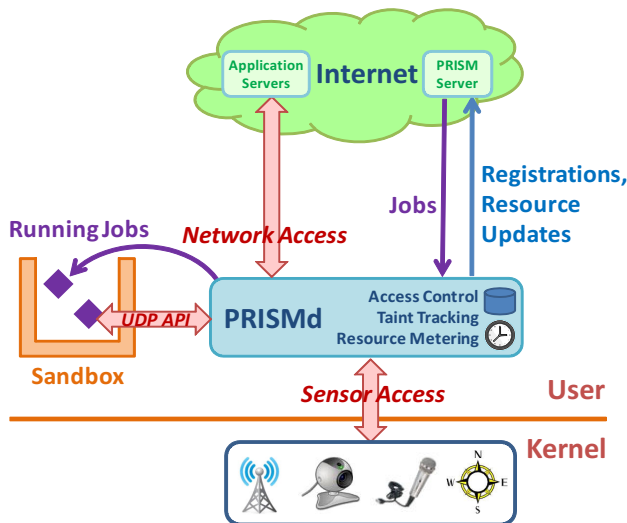 Application
Servers
Internet
PRISM
Server
Registrations,
Resource
Updates
Jobs
Running Jobs
Network Access
UDP API
PRISMd
Access Control
Taint Tracking
Resource Metering
Sandbox
Sensor Access
User
Kernel
N
W
E
S